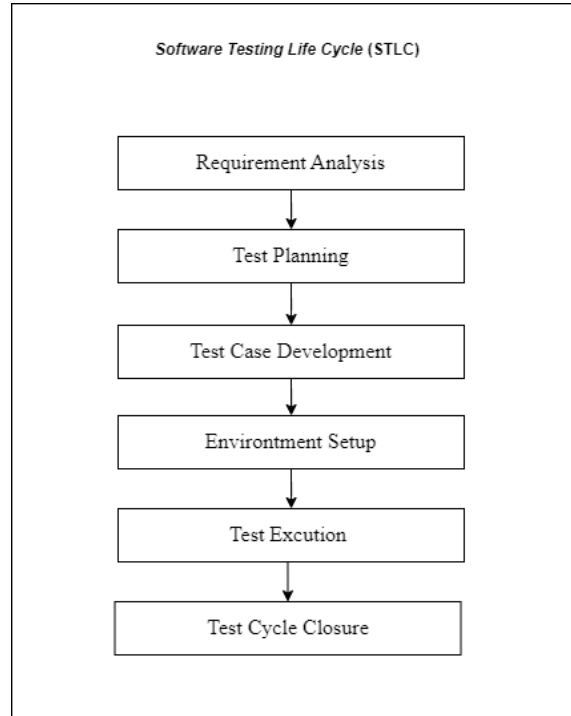 Software Testing Life Cycle (STLC)
Requirement Analysis
Test Planning
Test Case Development
Environtment Setup
Test Excution
Test Cycle Closure